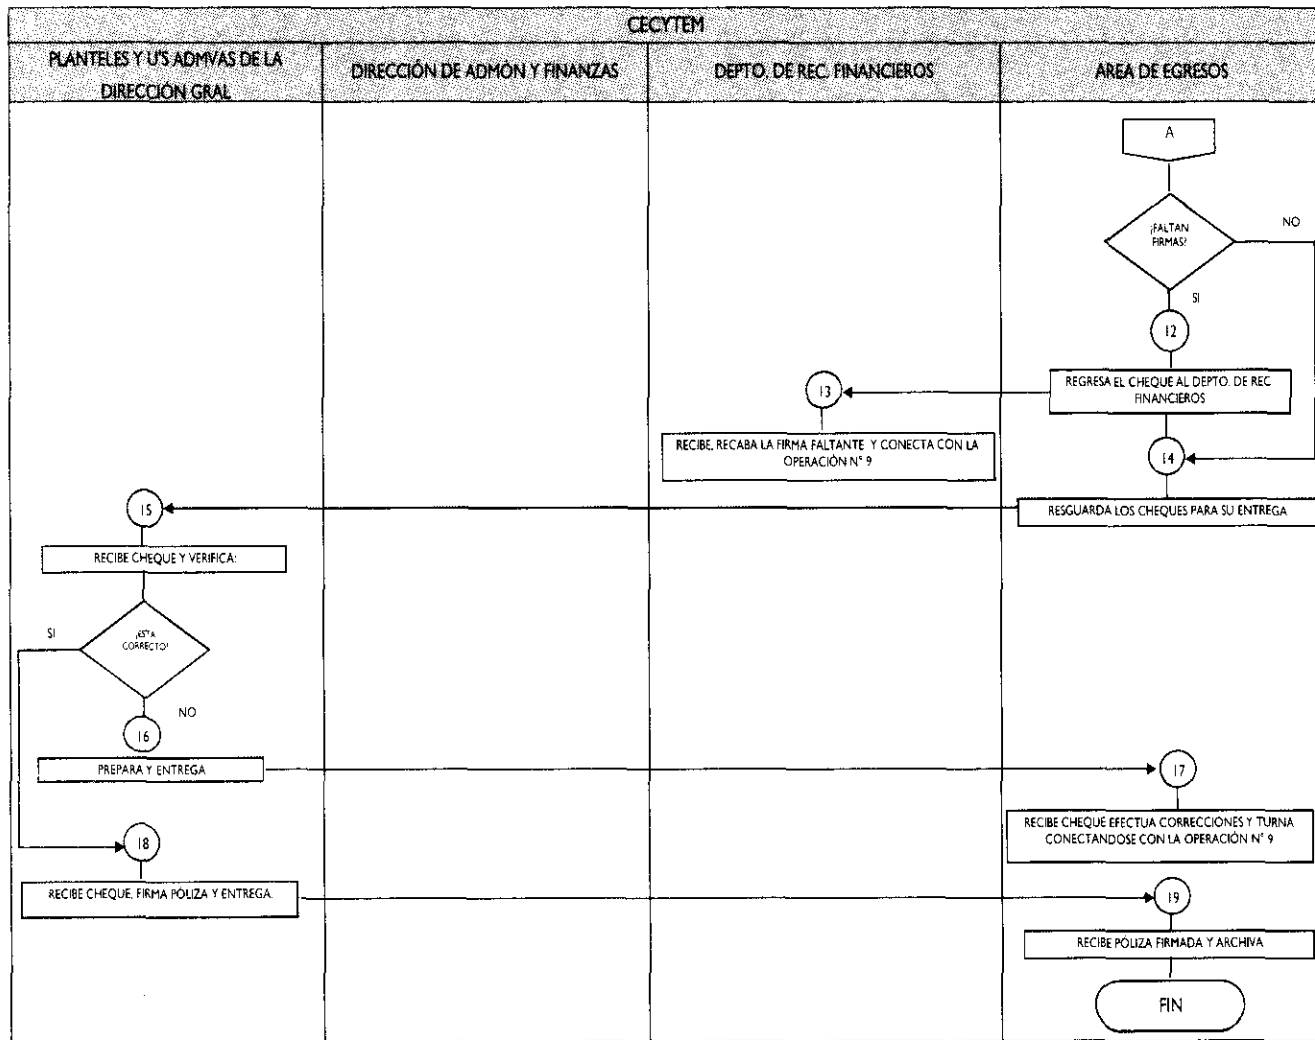 CECYTEM
PLANTELES Y U'S ADMVAS DE LA
DIRECCIÓN GRAL
DIRECCIÓN DE ADMÓN Y FINANZAS
DEPTO. DE REC. FINANCIEROS
AREA DE EGRESOS
A
¿FALTAN
FIRMAS?
NO
SI
12
REGRESA EL CHEQUE AL DEPTO. DE REC
FINANCIEROS
13
RECIBE, RECABA LA FIRMA FALTANTE Y CONECTA CON LA
OPERACIÓN N° 9
14
RESGUARDA LOS CHEQUES PARA SU ENTREGA
15
RECIBE CHEQUE Y VERIFICA:
¿ESTA
CORRECTO?
SI
NO
16
PREPARA Y ENTREGA
17
RECIBE CHEQUE EFECTUA CORRECCIONES Y TURNA
CONECTANDOSE CON LA OPERACIÓN N° 9
18
RECIBE CHEQUE, FIRMA PÓLIZA Y ENTREGA.
19
RECIBE PÓLIZA FIRMADA Y ARCHIVA
FIN